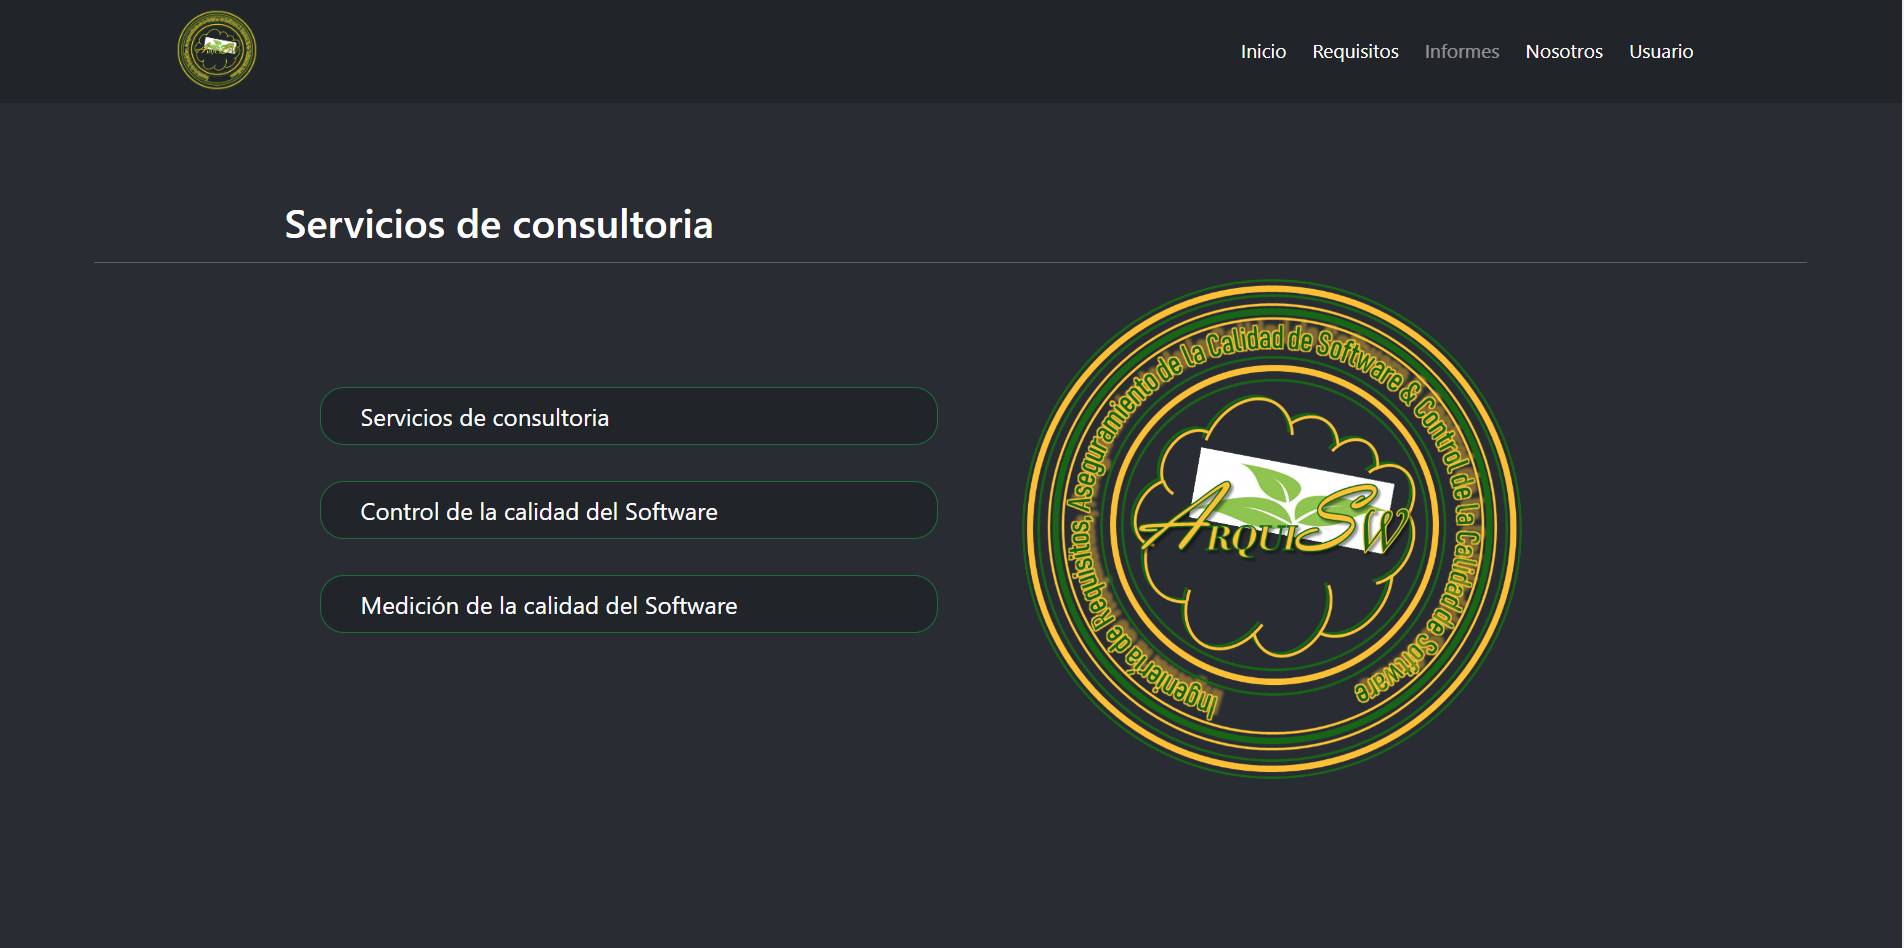 Inicio Requisitos Informes Nosotros Usuario
Servicios de consultoria
Servicios de consultoria
Control de la calidad del Software
Medición de la calidad del Software
Ingeniería de Requisitos, Aseguramiento de la Calidad de Software & Control de la Calidad de Software
ArquiSW